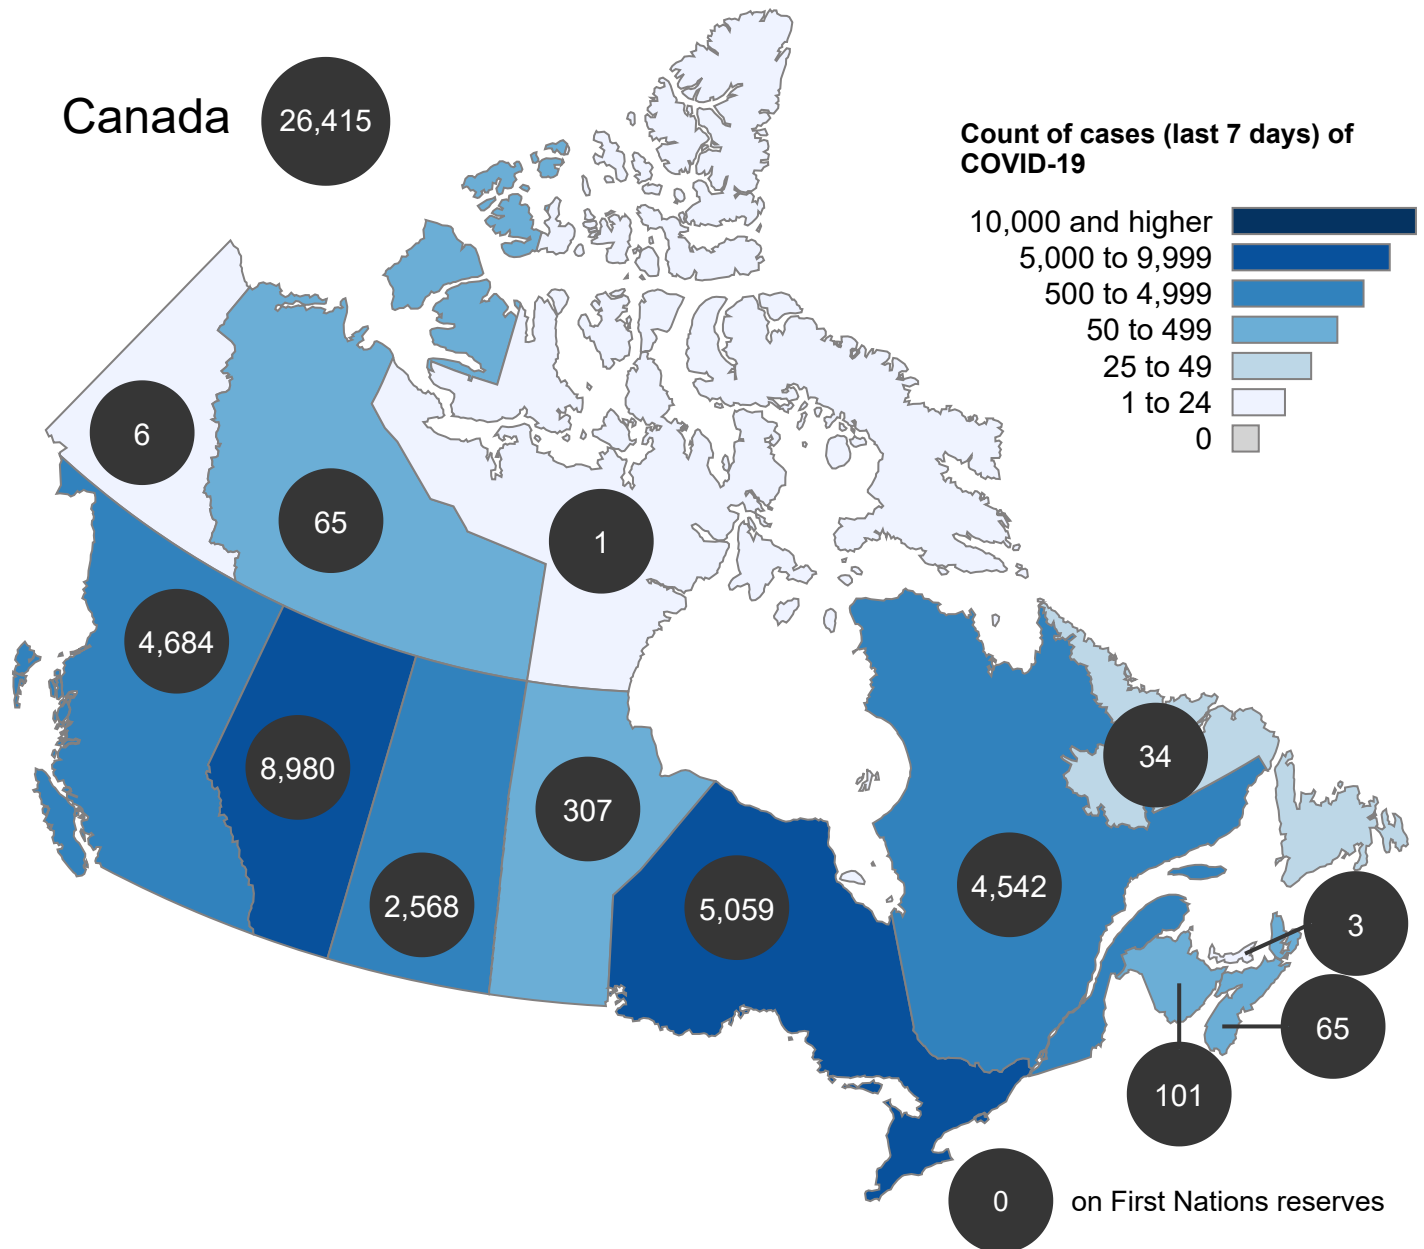 Canada
26,415
Count of cases (last 7 days) of
COVID-19
10,000 and higher
5,000 to 9,999
500 to 4,999
50 to 499
25 to 49
1 to 24
0
6
65
1
4,684
8,980
2,568
307
5,059
4,542
34
3
65
101
0 on First Nations reserves